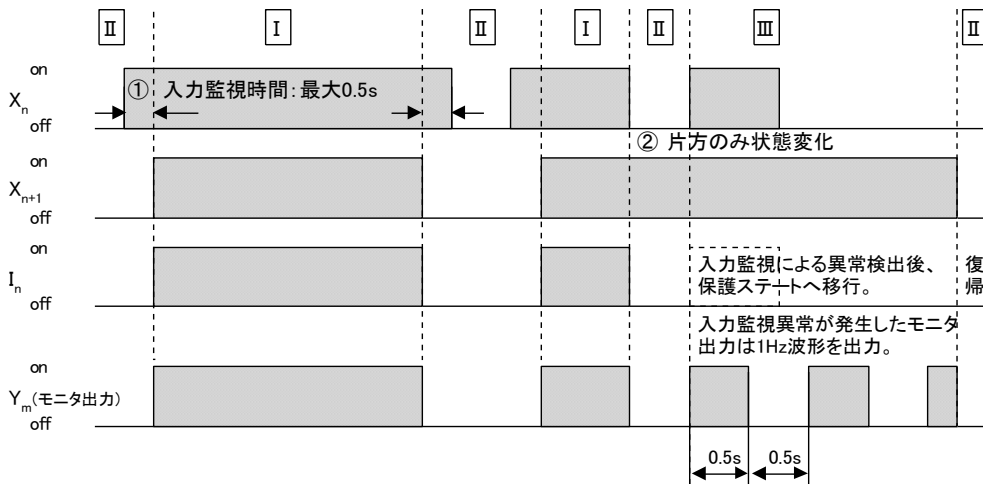 Ⅱ Ⅰ Ⅱ Ⅰ Ⅱ Ⅲ Ⅱ
on
Xn
off
① 入力監視時間：最大0.5s
② 片方のみ状態変化
on
Xn+1
off
on
In
off
入力監視による異常検出後、
保護ステートへ移行。
復
帰
入力監視異常が発生したモニタ
出力は1Hz波形を出力。
on
Ym(モニタ出力)
off
0.5s 0.5s